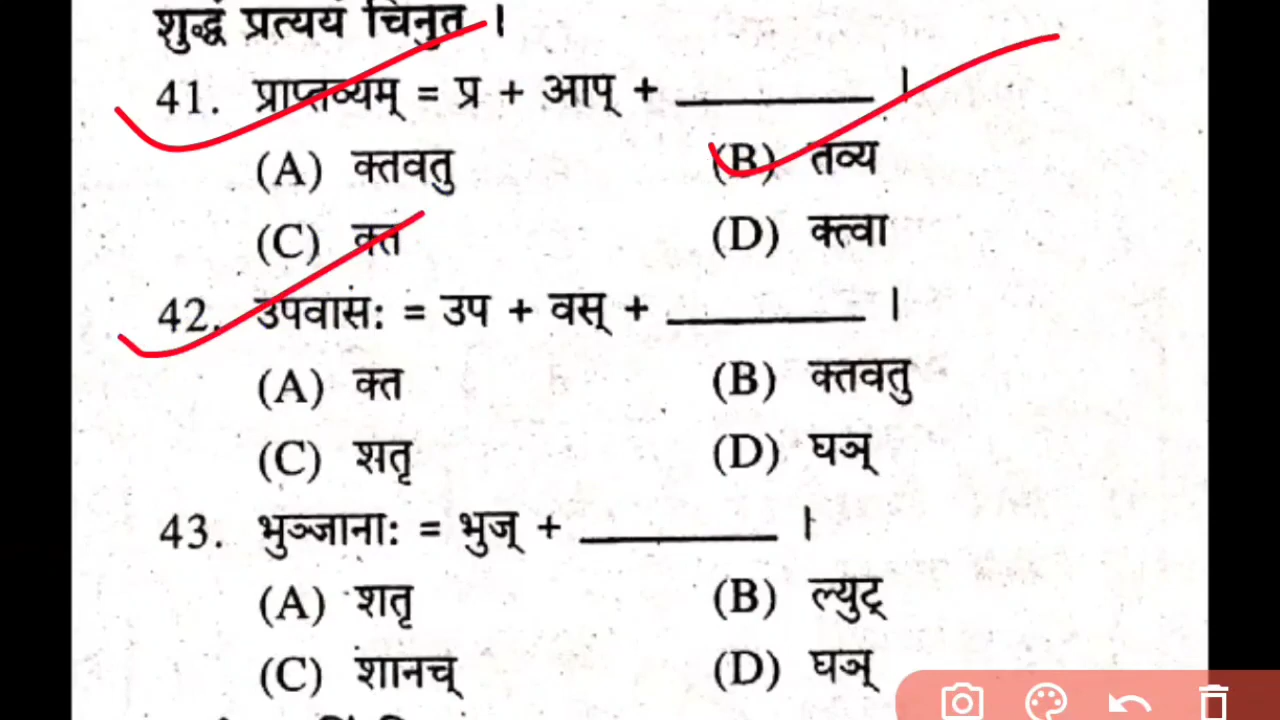 शुद्धं प्रत्ययं चिनुत ।
41. प्राप्तव्यम् = प्र + आप् + ________ ।
(A) क्तवतु (B) तव्य
(C) क्त (D) क्त्वा
42. उपवासः = उप + वस् + ________ ।
(A) क्त (B) क्तवतु
(C) शतृ (D) घञ्
43. भुञ्जानाः = भुज् + ________ ।
(A) शतृ (B) ल्युट्
(C) शानच् (D) घञ्